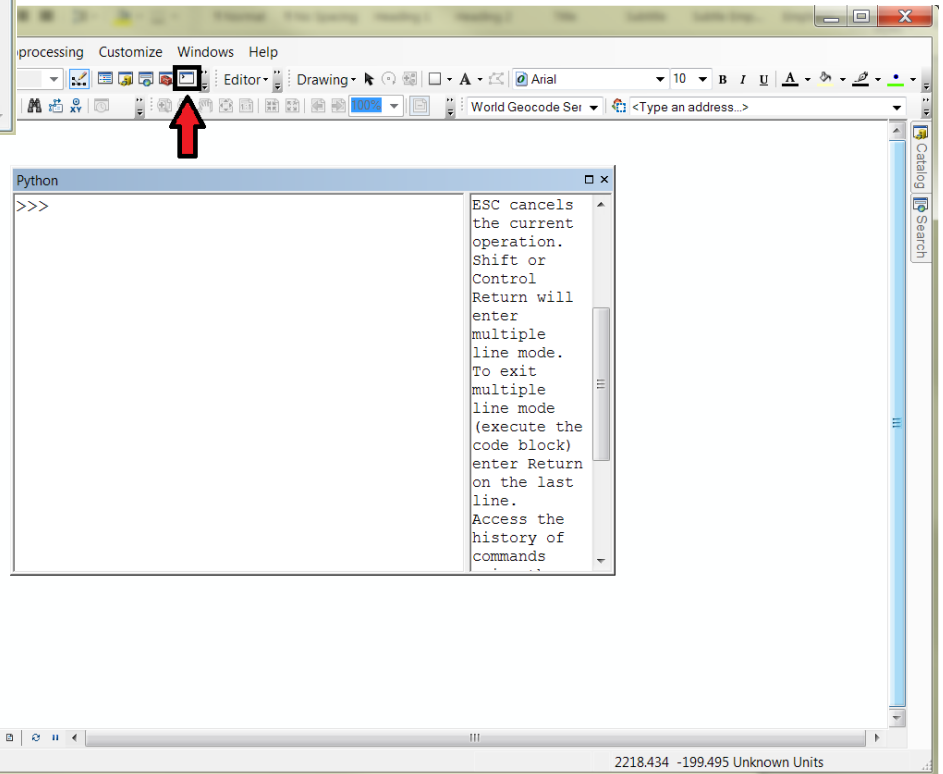 processing Customize Windows Help
Editor Drawing A Arial 10 B I U A
100% World Geocode Ser <Type an address...>
Catalog
Search
Python
>>>
ESC cancels
the current
operation.
Shift or
Control
Return will
enter
multiple
line mode.
To exit
multiple
line mode
(execute the
code block)
enter Return
on the last
line.
Access the
history of
commands
2218.434 -199.495 Unknown Units